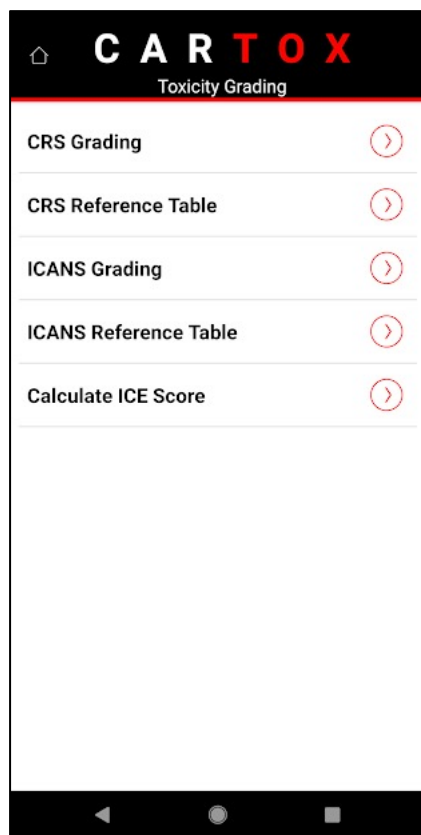 CARTOX
Toxicity Grading
CRS Grading
CRS Reference Table
ICANS Grading
ICANS Reference Table
Calculate ICE Score